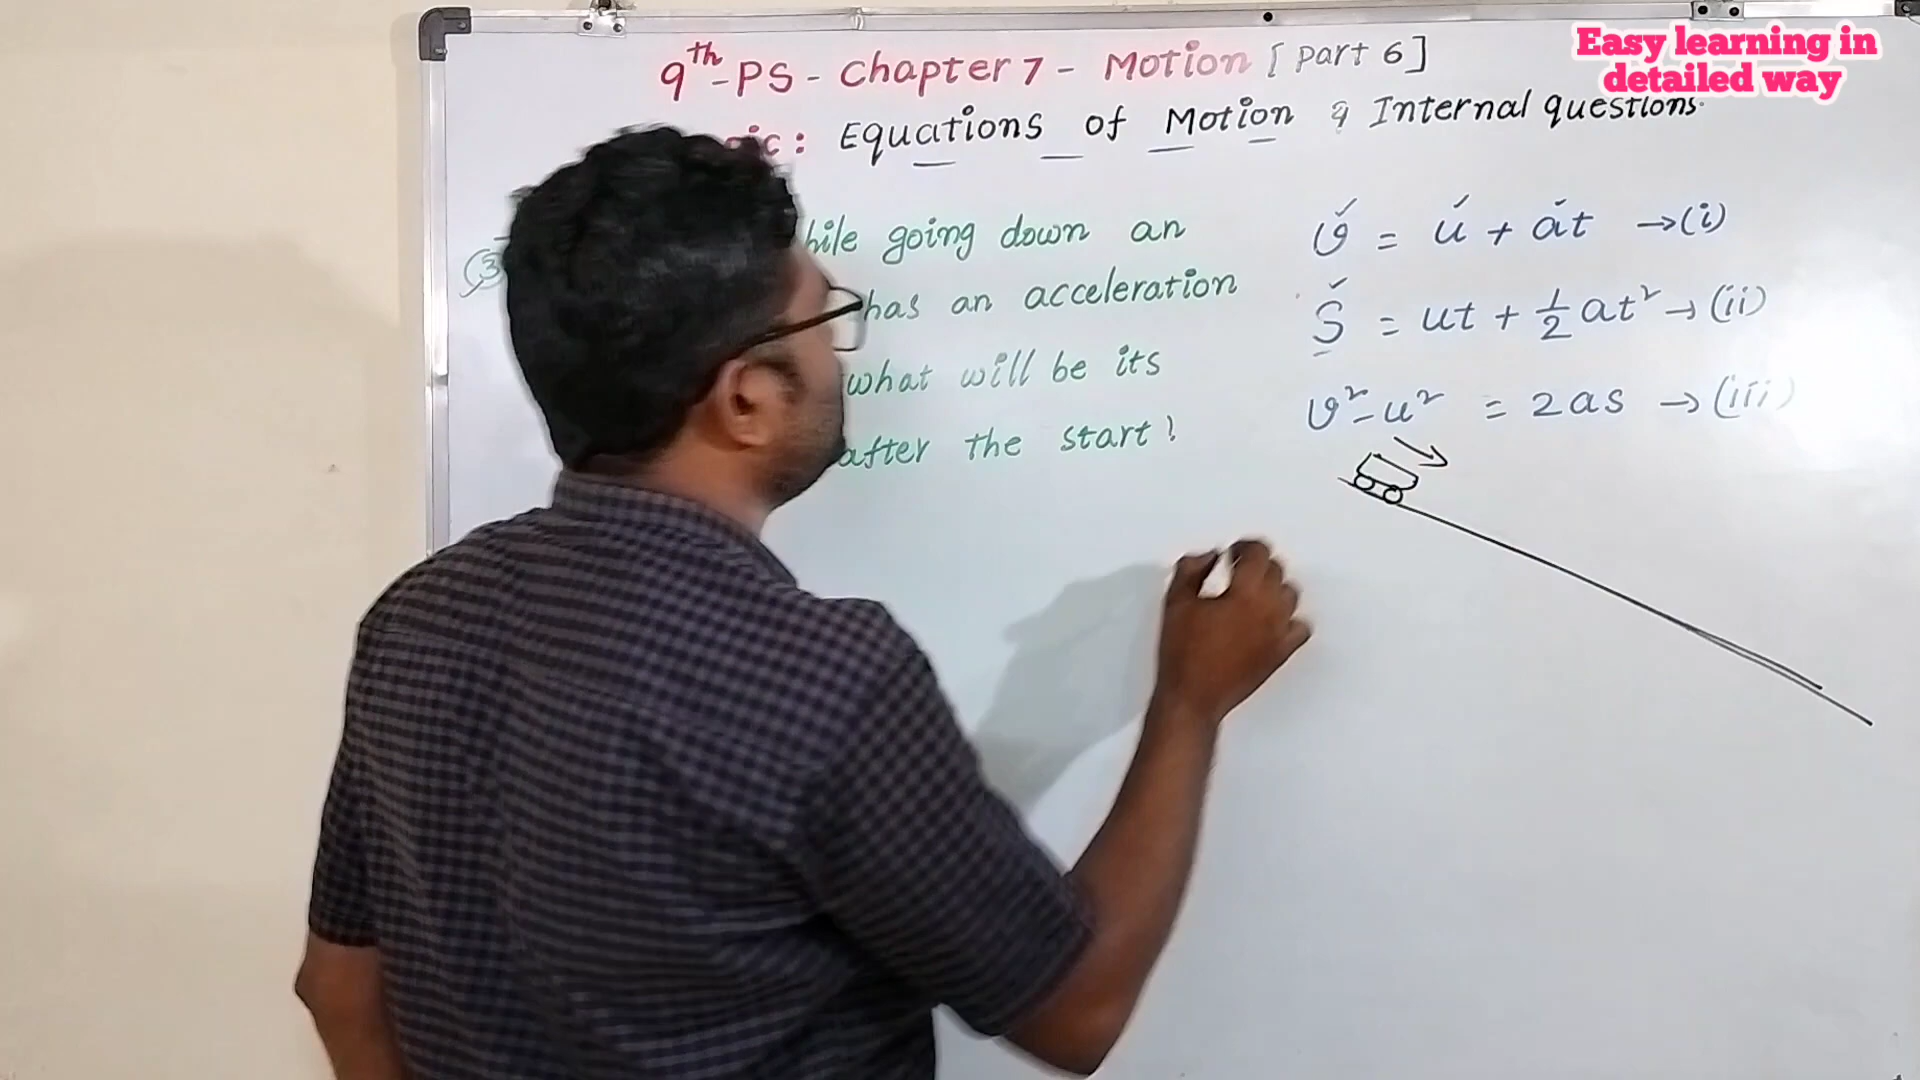 Easy learning in
detailed way
9th-PS - Chapter 7 - Motion [Part 6]
: Equations of Motion & Internal questions.
(3) going down an
has an acceleration
what will be its
after the start?
v = u + at →(i)
S = ut + 1/2 at² →(ii)
v² - u² = 2as →(iii)